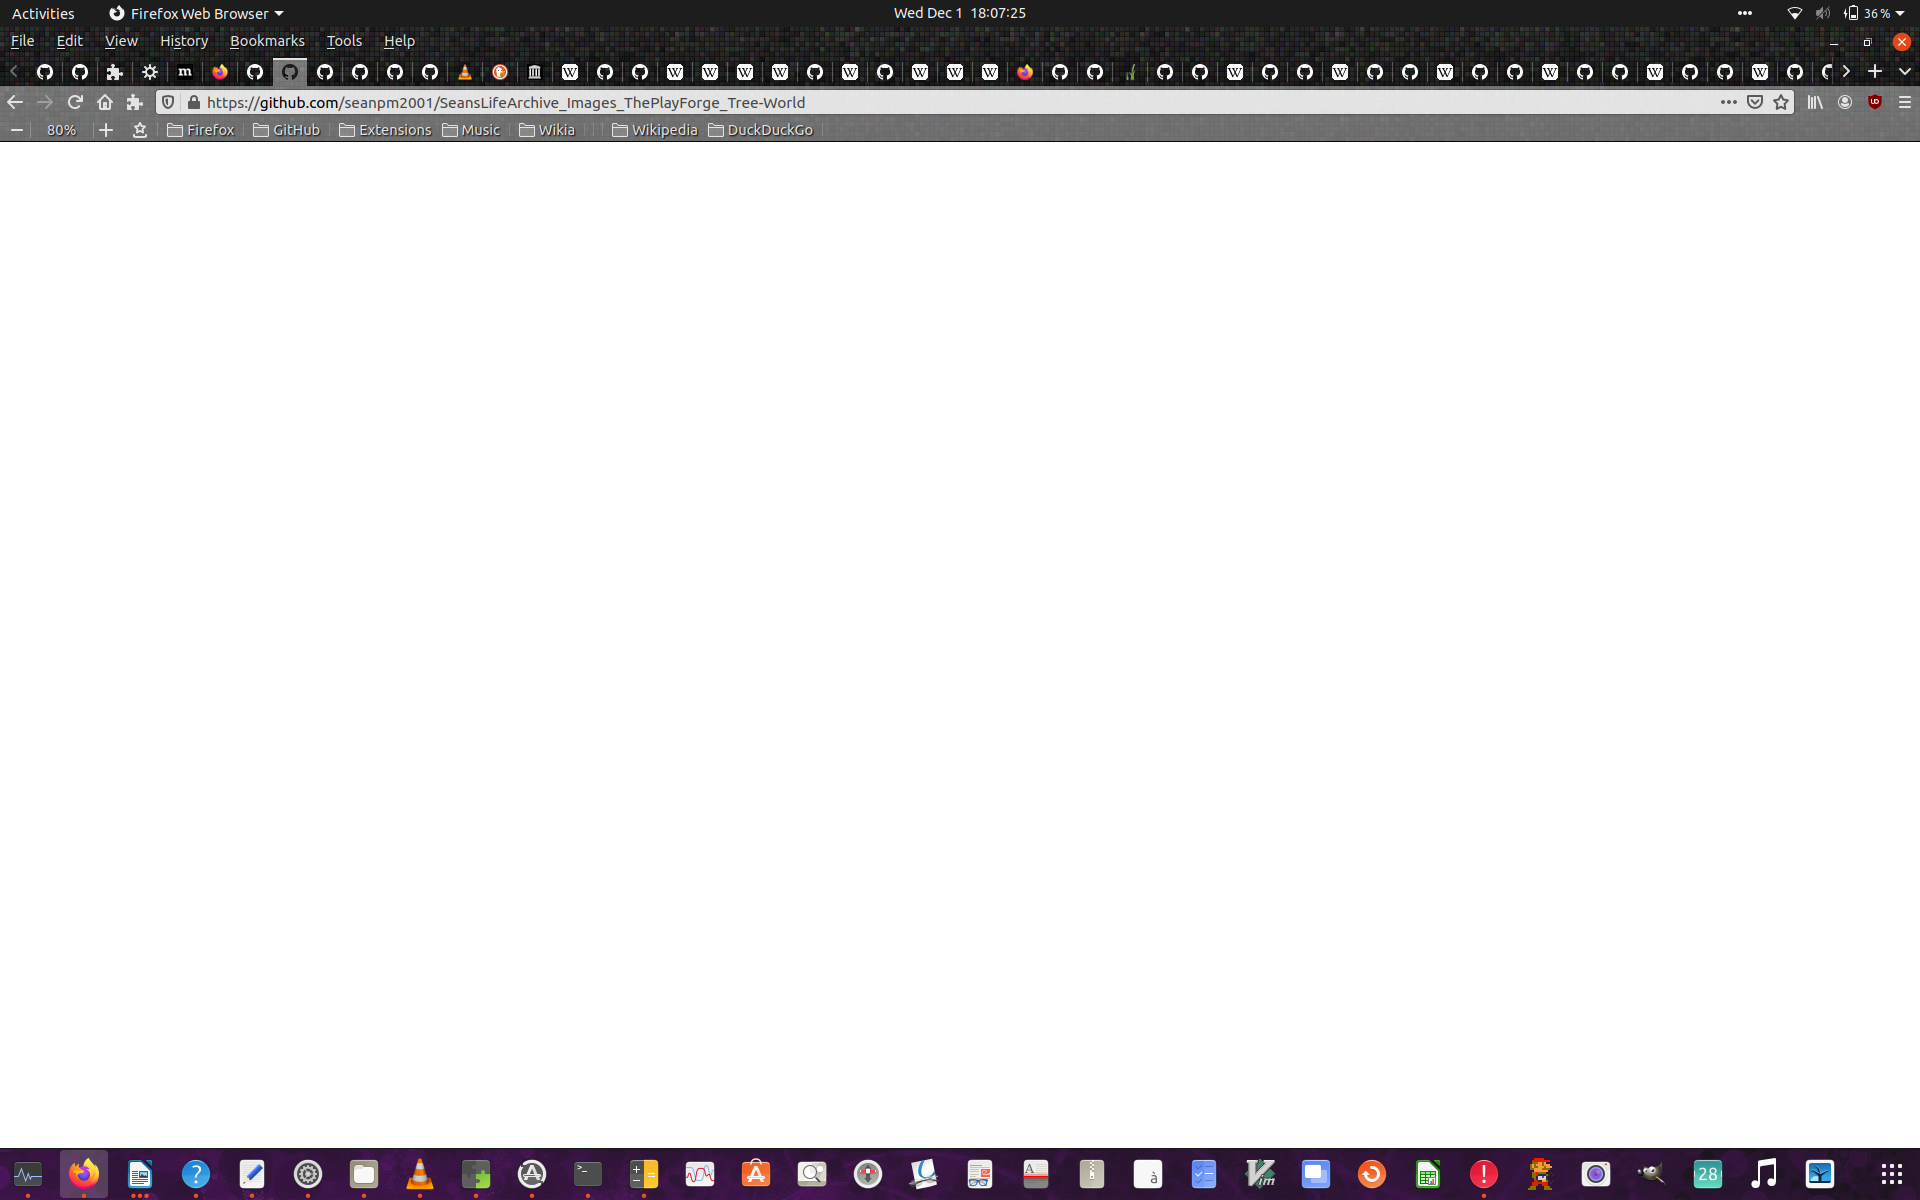 Activities Firefox Web Browser Wed Dec 1 18:07:25 36 %
File Edit View History Bookmarks Tools Help
https://github.com/seanpm2001/SeansLifeArchive_Images_ThePlayForge_Tree-World
80% Firefox GitHub Extensions Music Wikia Wikipedia DuckDuckGo
28